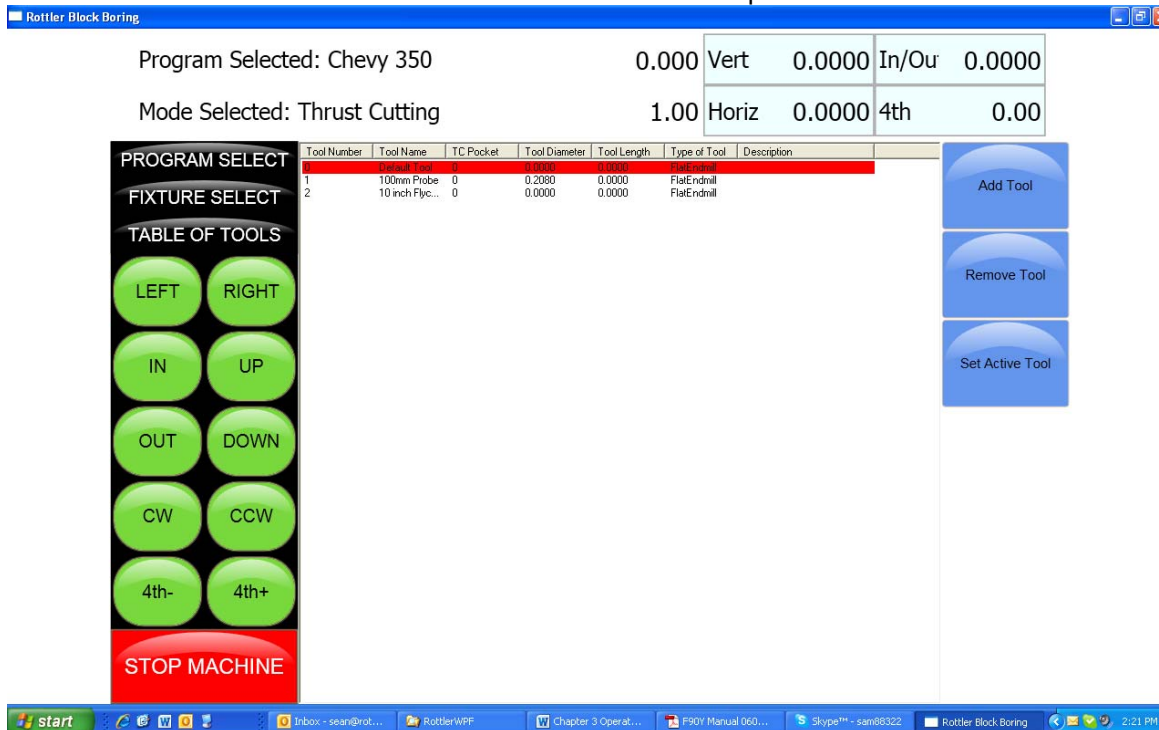 Rottler Block Boring
Program Selected: Chevy 350 0.000 Vert 0.0000 In/Ou 0.0000
Mode Selected: Thrust Cutting 1.00 Horiz 0.0000 4th 0.00
PROGRAM SELECT
FIXTURE SELECT
TABLE OF TOOLS
LEFT RIGHT
IN UP
OUT DOWN
CW CCW
4th- 4th+
STOP MACHINE
Tool Number Tool Name TC Pocket Tool Diameter Tool Length Type of Tool Description
0 Default Tool 0 0.0000 0.0000 FlatEndmill
1 100mm Probe 0 0.2080 0.0000 FlatEndmill
2 10 inch Flyc... 0 0.0000 0.0000 FlatEndmill
Add Tool
Remove Tool
Set Active Tool
start Inbox - sean@rot... RottlerWPF Chapter 3 Operat... F90Y Manual 060... Skype™ - sam88322 Rottler Block Boring 2:21 PM